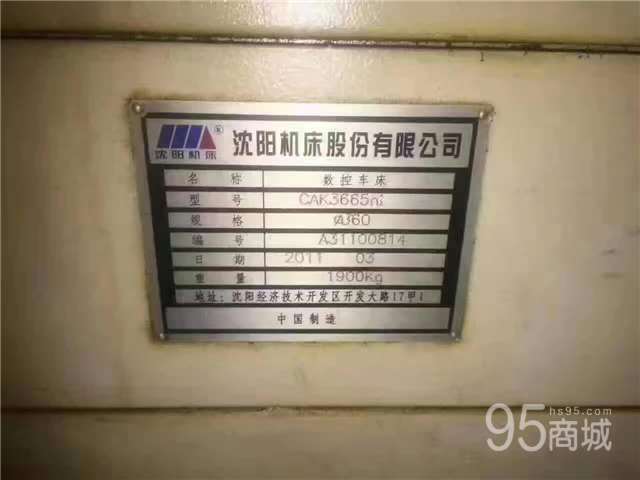 沈阳机床
®
沈阳机床股份有限公司
名 称 数控车床
型 号 CAK3665ni
规 格 ⌀360
编 号 A31100814
日 期 2011 03
重 量 1900kg
地址:沈阳经济技术开发区开发大路17甲1
中国制造
95商城
hs95.com